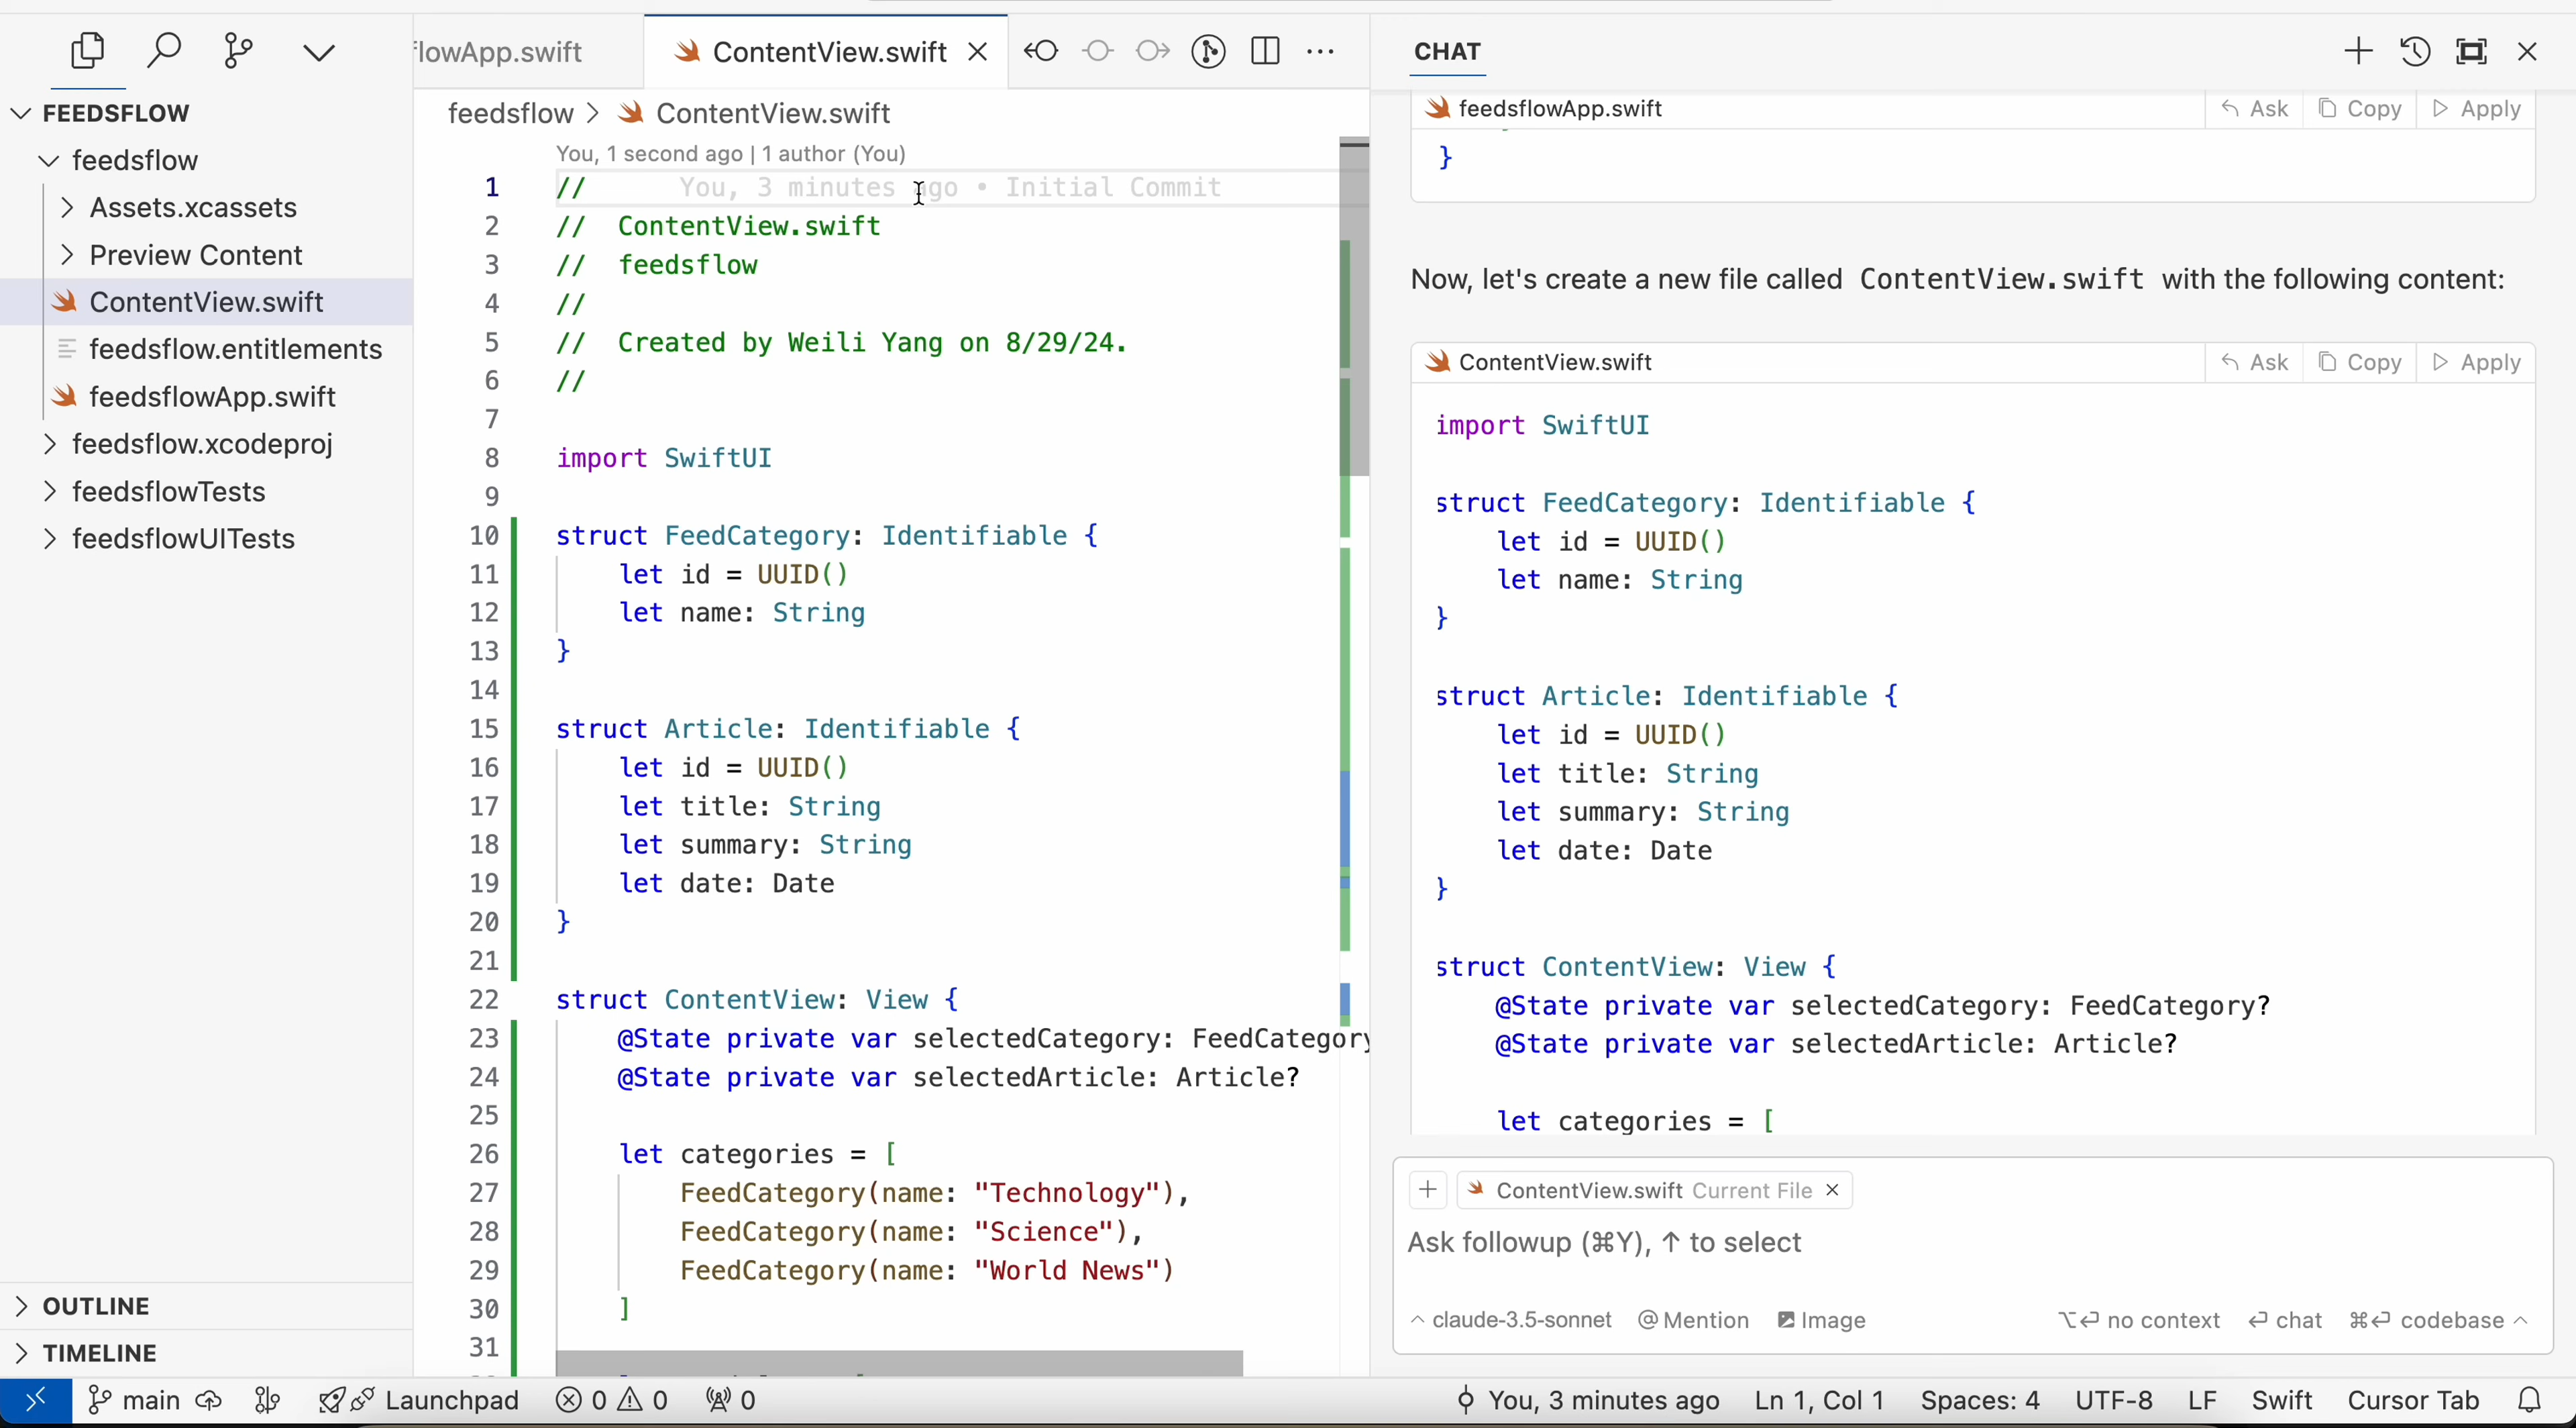 FEEDSFLOW
feedsflow
Assets.xcassets
Preview Content
ContentView.swift
feedsflow.entitlements
feedsflowApp.swift
feedsflow.xcodeproj
feedsflowTests
feedsflowUITests
OUTLINE
TIMELINE
flowApp.swift
ContentView.swift
feedsflow > ContentView.swift
You, 1 second ago | 1 author (You)
1 // You, 3 minutes ago • Initial Commit
2 // ContentView.swift
3 // feedsflow
4 //
5 // Created by Weili Yang on 8/29/24.
6 //
7
8 import SwiftUI
9
10 struct FeedCategory: Identifiable {
11 let id = UUID()
12 let name: String
13 }
14
15 struct Article: Identifiable {
16 let id = UUID()
17 let title: String
18 let summary: String
19 let date: Date
20 }
21
22 struct ContentView: View {
23 @State private var selectedCategory: FeedCategory
24 @State private var selectedArticle: Article?
25
26 let categories = [
27 FeedCategory(name: "Technology"),
28 FeedCategory(name: "Science"),
29 FeedCategory(name: "World News")
30 ]
31
CHAT
feedsflowApp.swift Ask Copy Apply
}
Now, let's create a new file called ContentView.swift with the following content:
ContentView.swift Ask Copy Apply
import SwiftUI
struct FeedCategory: Identifiable {
let id = UUID()
let name: String
}
struct Article: Identifiable {
let id = UUID()
let title: String
let summary: String
let date: Date
}
struct ContentView: View {
@State private var selectedCategory: FeedCategory?
@State private var selectedArticle: Article?
let categories = [
ContentView.swift Current File
Ask followup (⌘Y), ↑ to select
claude-3.5-sonnet @ Mention Image ⌥⏎ no context ⏎ chat ⌘⏎ codebase
main Launchpad 0 0 0 You, 3 minutes ago Ln 1, Col 1 Spaces: 4 UTF-8 LF Swift Cursor Tab